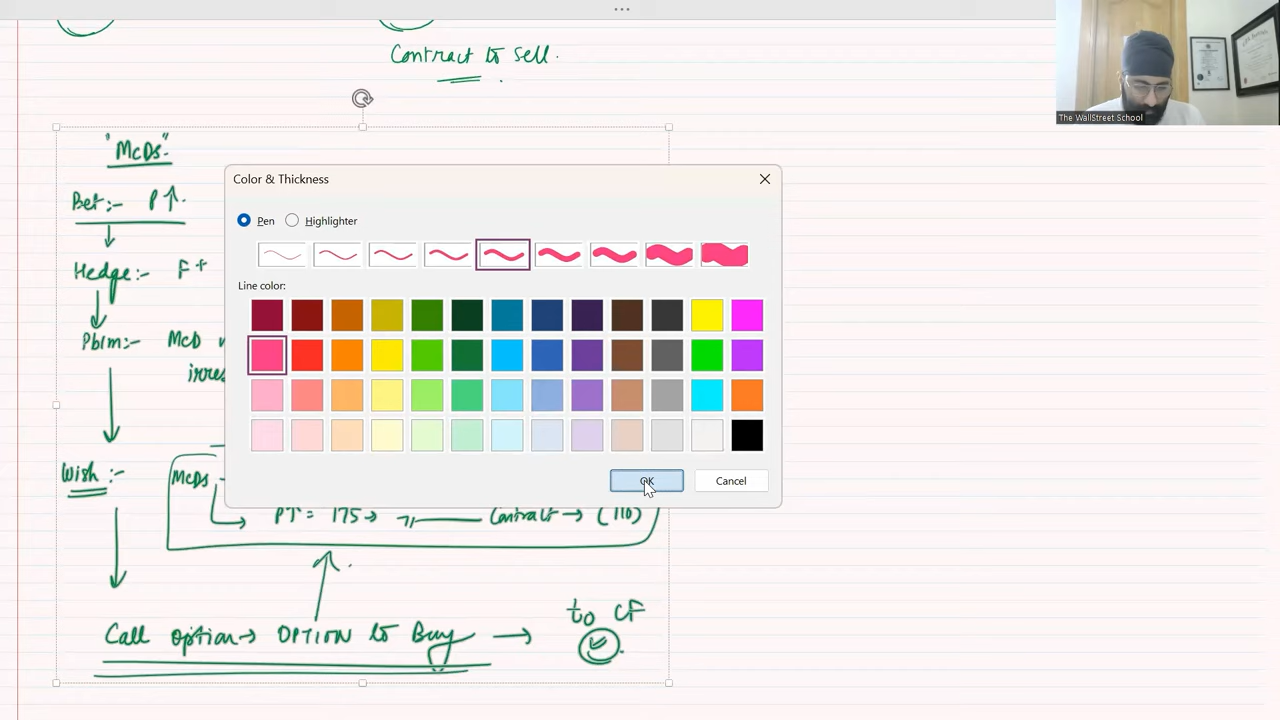 Contract to sell.
"McDs"
Color & Thickness
Bet:- P↑.
Pen Highlighter
Hedge:- F+
Line color:
Pblm:- McD
irres
Wish :- McDs
OK Cancel
P↑ = 175→ Contract → (110)
Call option→ OPTION to Buy → to CF
The WallStreet School